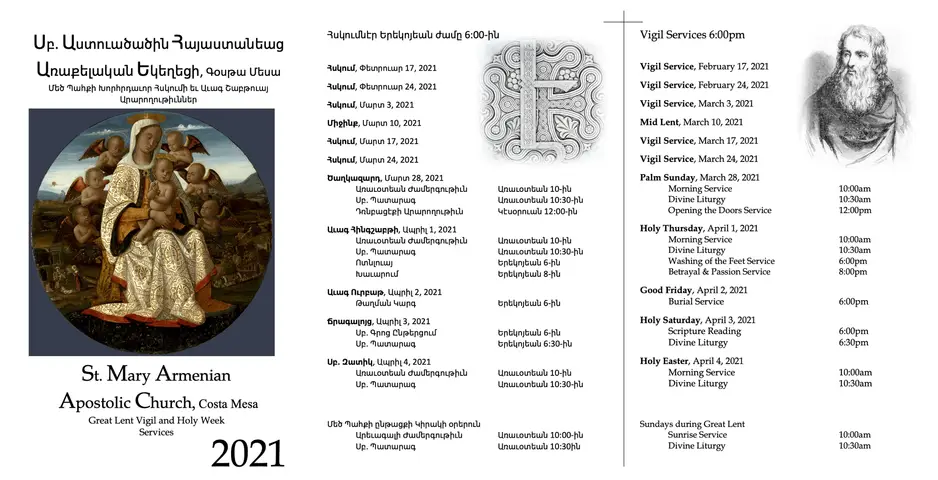 Սբ. Աստուածածին Հայաստանեաց
Առաքելական Եկեղեցի, Գօսթա Մեսա
Մեծ Պահքի Խորհրդաւոր Հսկումի եւ Աւագ Շաբթուայ
Արարողութիւններ
St. Mary Armenian
Apostolic Church, Costa Mesa
Great Lent Vigil and Holy Week
Services
2021
Հսկումնէր Երեկոյեան ժամը 6:00-ին
Հսկում, Փետրուար 17, 2021
Հսկում, Փետրուար 24, 2021
Հսկում, Մարտ 3, 2021
Միջինք, Մարտ 10, 2021
Հսկում, Մարտ 17, 2021
Հսկում, Մարտ 24, 2021
Ծաղկազարդ, Մարտ 28, 2021
Առաւօտեան Ժամերգութիւն Առաւօտեան 10-ին
Սբ. Պատարագ Առաւօտեան 10:30-ին
Դռնբացէքի Արարողութիւն Կէսօրուան 12:00-ին
Աւագ Հինգշաբթի, Ապրիլ 1, 2021
Առաւօտեան Ժամերգութիւն Առաւօտեան 10-ին
Սբ. Պատարագ Առաւօտեան 10:30-ին
Ոտնլուայ Երեկոյեան 6-ին
Խաւարում Երեկոյեան 8-ին
Աւագ Ուրբաթ, Ապրիլ 2, 2021
Թաղման Կարգ Երեկոյեան 6-ին
Ճրագալոյց, Ապրիլ 3, 2021
Սբ. Գրոց Ընթերցում Երեկոյեան 6-ին
Սբ. Պատարագ Երեկոյեան 6:30-ին
Սբ. Զատիկ, Ապրիլ 4, 2021
Առաւօտեան Ժամերգութիւն Առաւօտեան 10-ին
Սբ. Պատարագ Առաւօտեան 10:30-ին
Մեծ Պահքի ընթացքի Կիրակի օրերուն
Արեւագալի Ժամերգութիւն Առաւօտեան 10:00-ին
Սբ. Պատարագ Առաւօտեան 10:30ին
Vigil Services 6:00pm
Vigil Service, February 17, 2021
Vigil Service, February 24, 2021
Vigil Service, March 3, 2021
Mid Lent, March 10, 2021
Vigil Service, March 17, 2021
Vigil Service, March 24, 2021
Palm Sunday, March 28, 2021
Morning Service 10:00am
Divine Liturgy 10:30am
Opening the Doors Service 12:00pm
Holy Thursday, April 1, 2021
Morning Service 10:00am
Divine Liturgy 10:30am
Washing of the Feet Service 6:00pm
Betrayal & Passion Service 8:00pm
Good Friday, April 2, 2021
Burial Service 6:00pm
Holy Saturday, April 3, 2021
Scripture Reading 6:00pm
Divine Liturgy 6:30pm
Holy Easter, April 4, 2021
Morning Service 10:00am
Divine Liturgy 10:30am
Sundays during Great Lent
Sunrise Service 10:00am
Divine Liturgy 10:30am